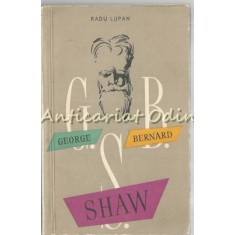 RADU LUPAN
G. B.
GEORGE BERNARD
Anticariat Odin
S.
SHAW